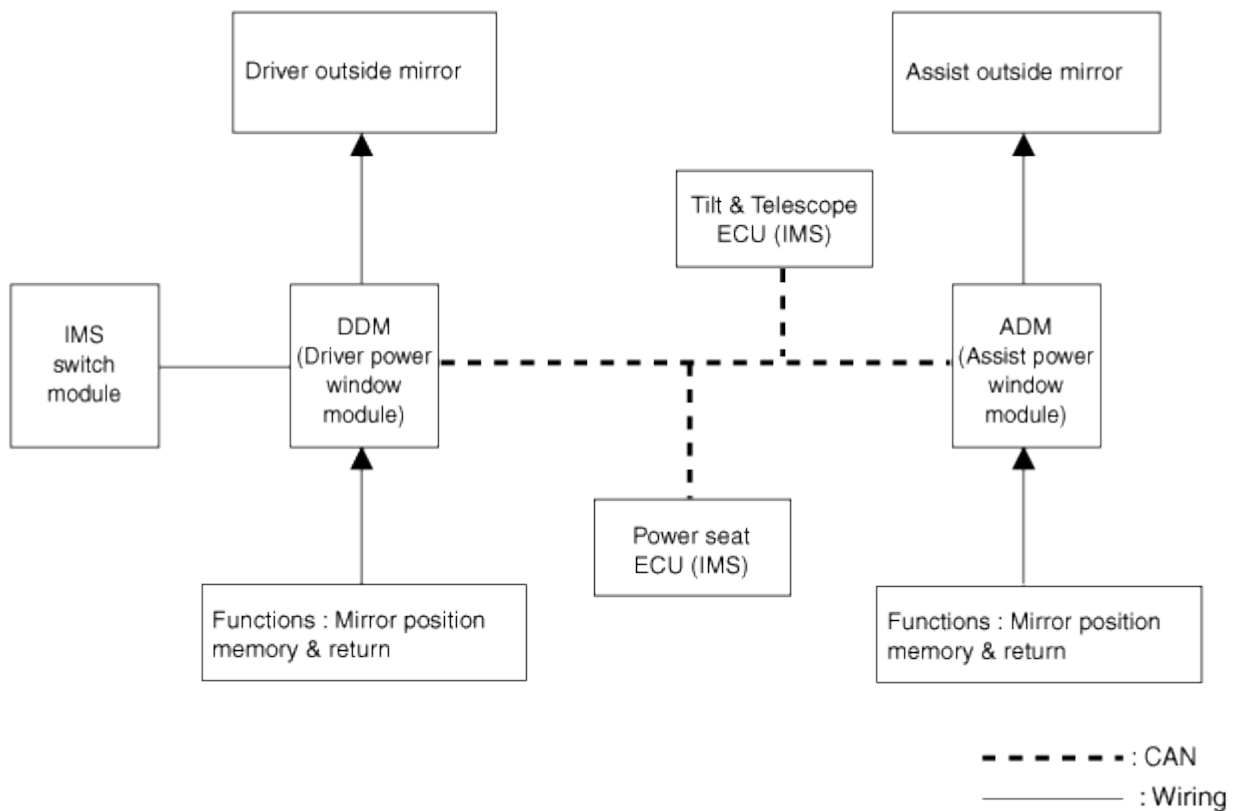 Driver outside mirror
Assist outside mirror
Tilt & Telescope
ECU (IMS)
IMS
switch
module
DDM
(Driver power
window
module)
ADM
(Assist power
window
module)
Power seat
ECU (IMS)
Functions : Mirror position
memory & return
Functions : Mirror position
memory & return
: CAN
: Wiring